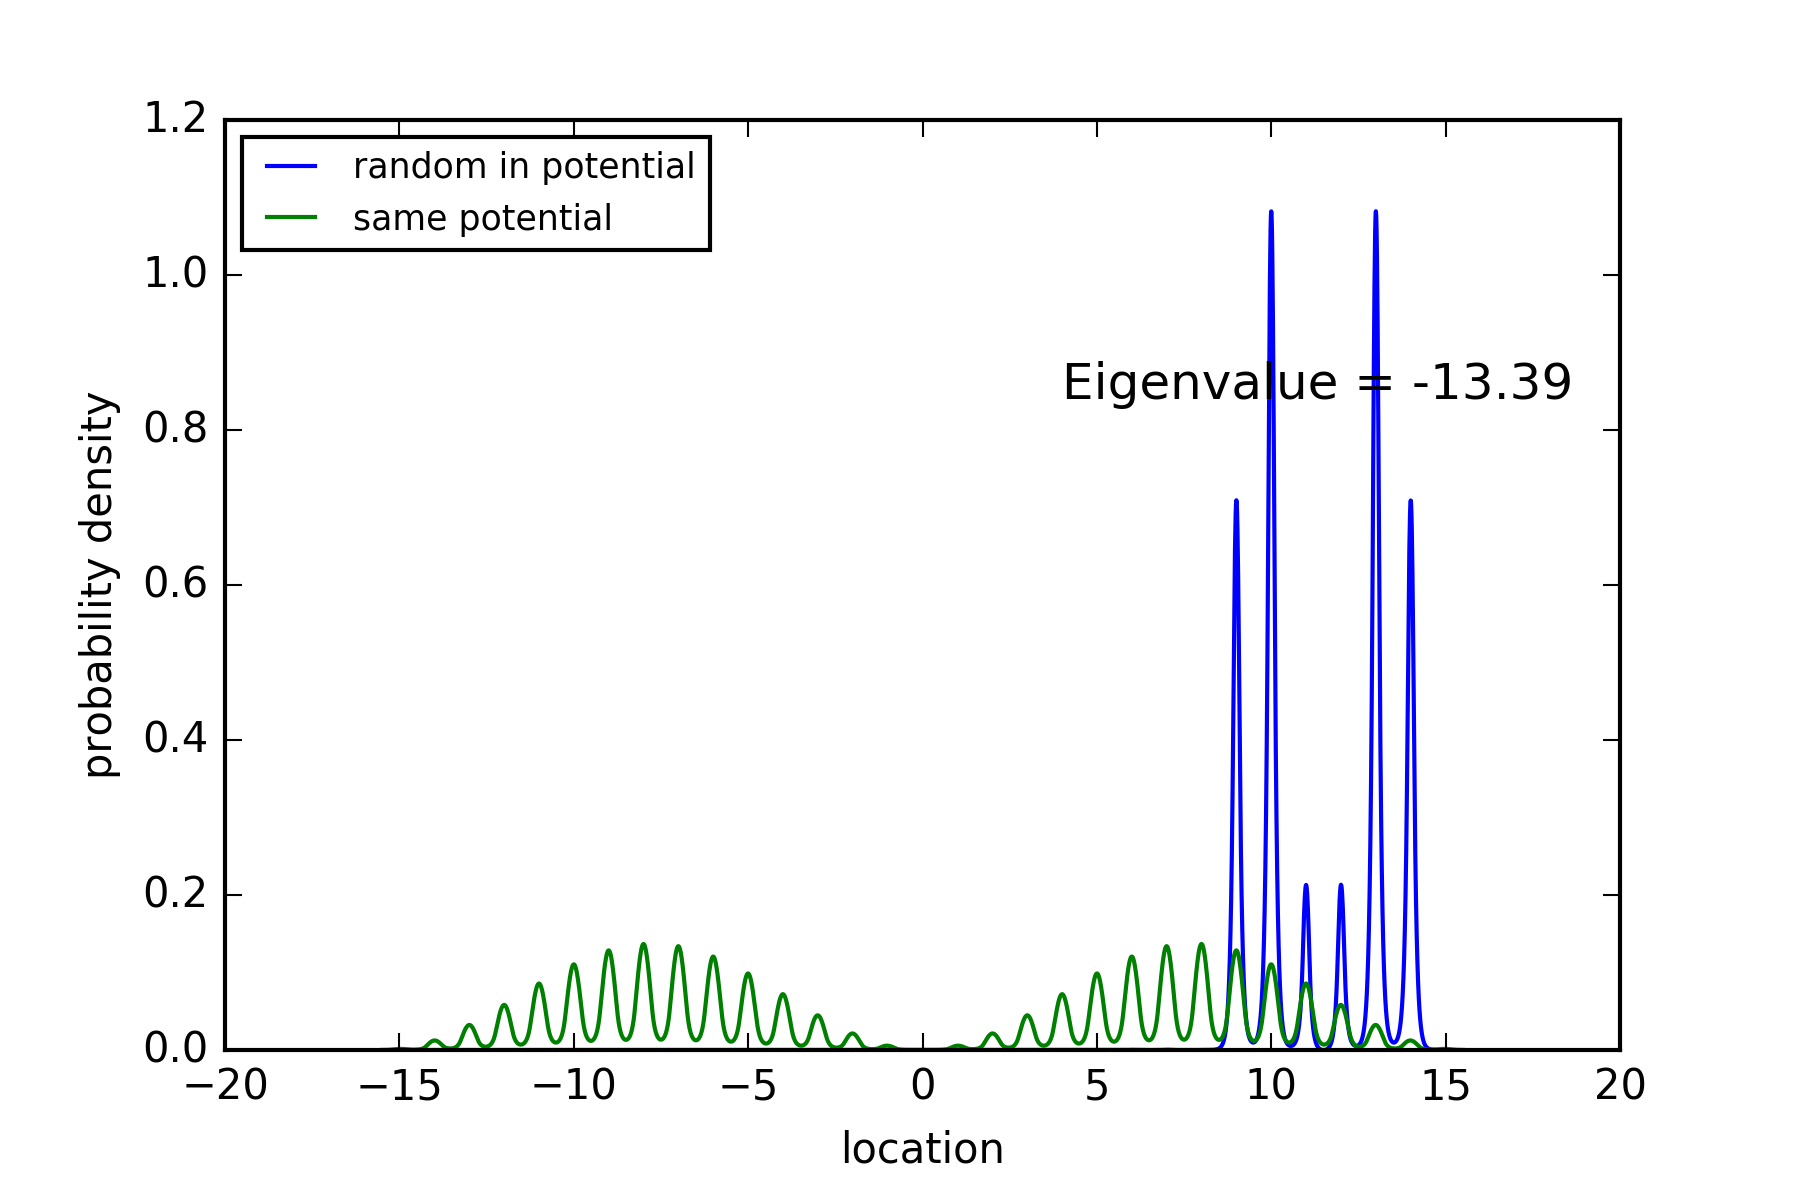 1.2
random in potential
same potential
1.0
Eigenvalue = -13.39
0.8
probability density
0.6
0.4
0.2
0.0
−20 −15 −10 −5 0 5 10 15 20
location